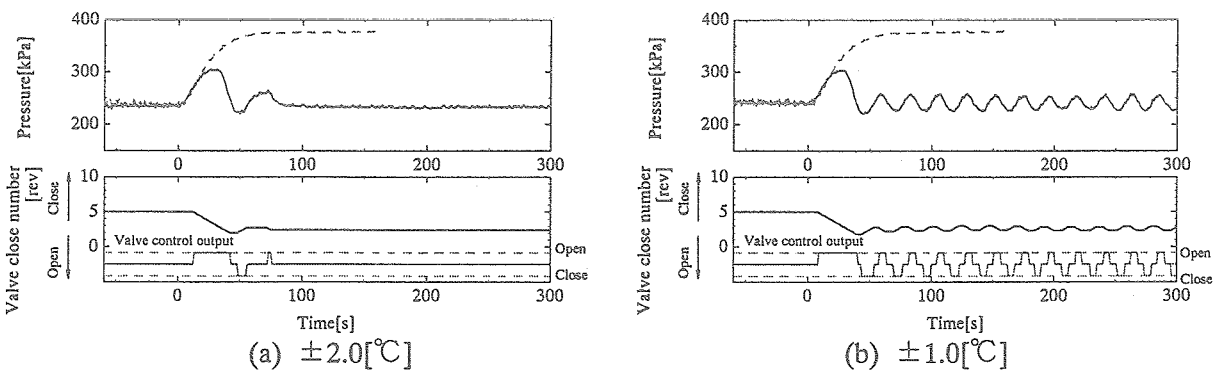 400
300
200
Pressure[kPa]
0
100
200
300
10
5
0
Valve close number
[rev]
Close
Open
Valve control output
Open
Close
0
100
200
300
Time[s]
(a) ±2.0[℃]
400
300
200
Pressure[kPa]
0
100
200
300
10
5
0
Valve close number
[rev]
Close
Open
Valve control output
Open
Close
0
100
200
300
Time[s]
(b) ±1.0[℃]